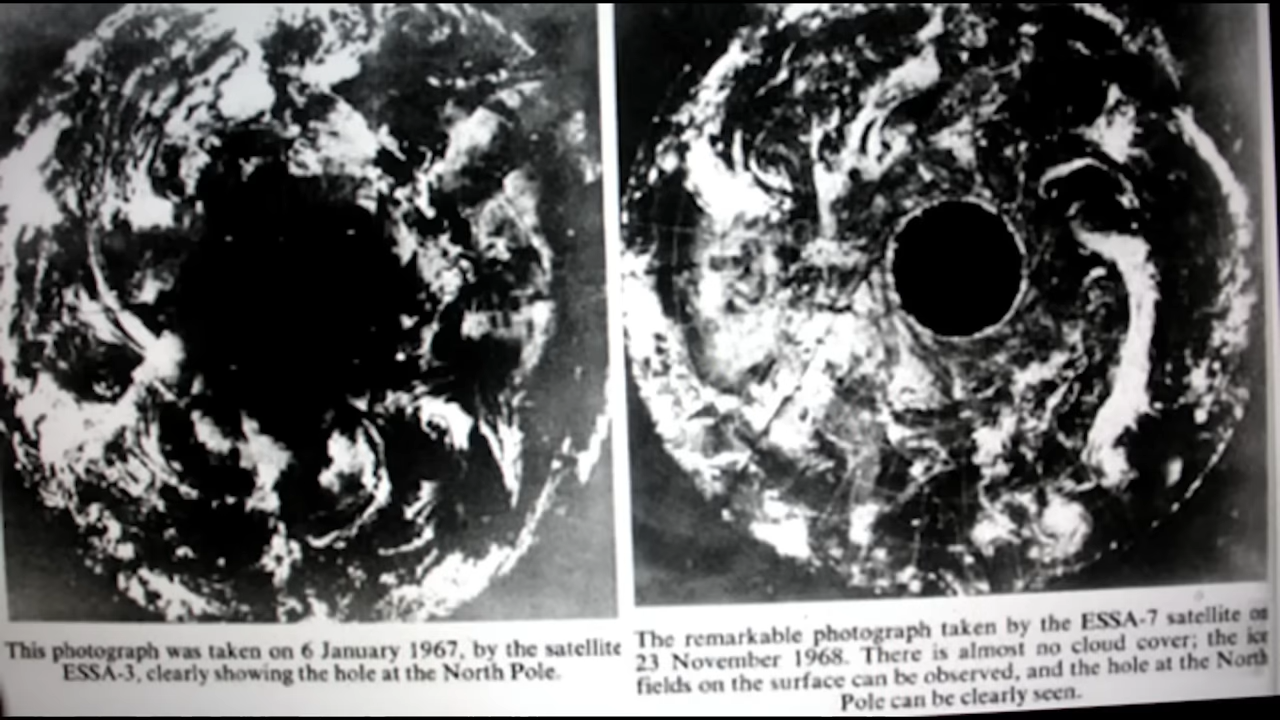 This photograph was taken on 6 January 1967, by the satellite
ESSA-3, clearly showing the hole at the North Pole.
The remarkable photograph taken by the ESSA-7 satellite on
23 November 1968. There is almost no cloud cover; the ice
fields on the surface can be observed, and the hole at the North
Pole can be clearly seen.